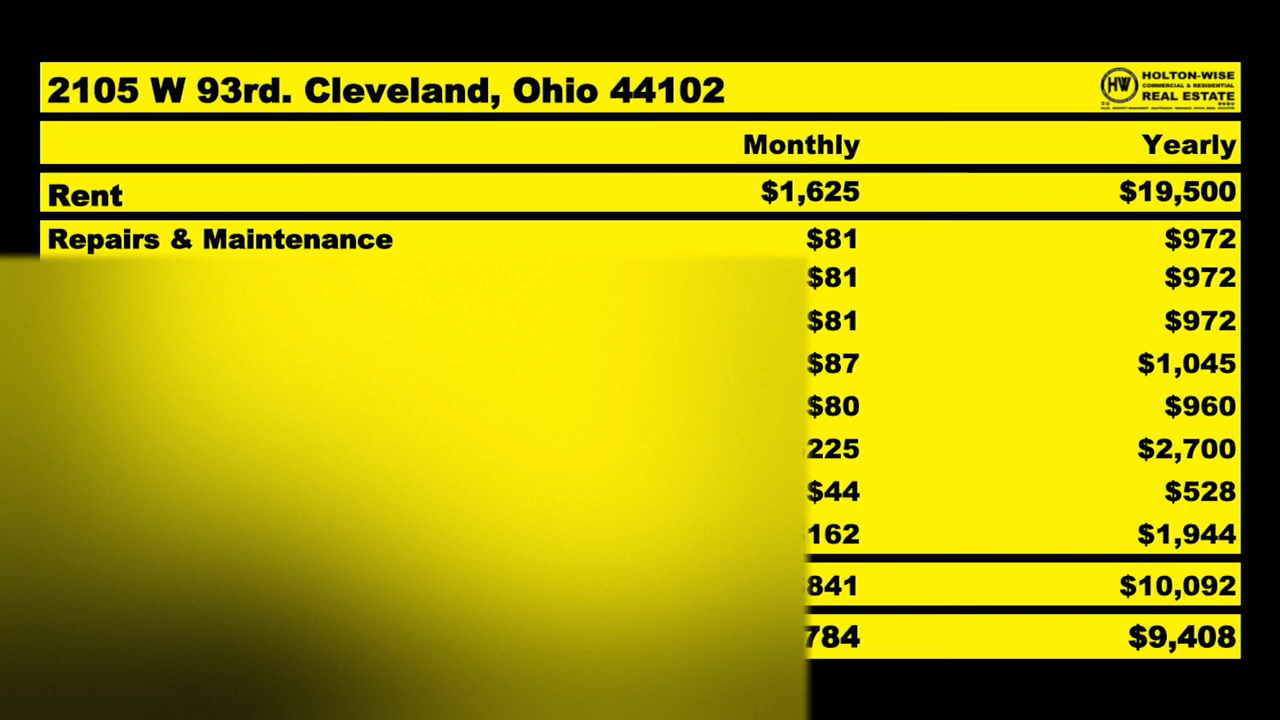 2105 W 93rd. Cleveland, Ohio 44102
HW HOLTON-WISE
COMMERCIAL & RESIDENTIAL
REAL ESTATE
Monthly Yearly
Rent $1,625 $19,500
Repairs & Maintenance $81 $972
$81 $972
$81 $972
$87 $1,045
$80 $960
225 $2,700
$44 $528
162 $1,944
841 $10,092
784 $9,408